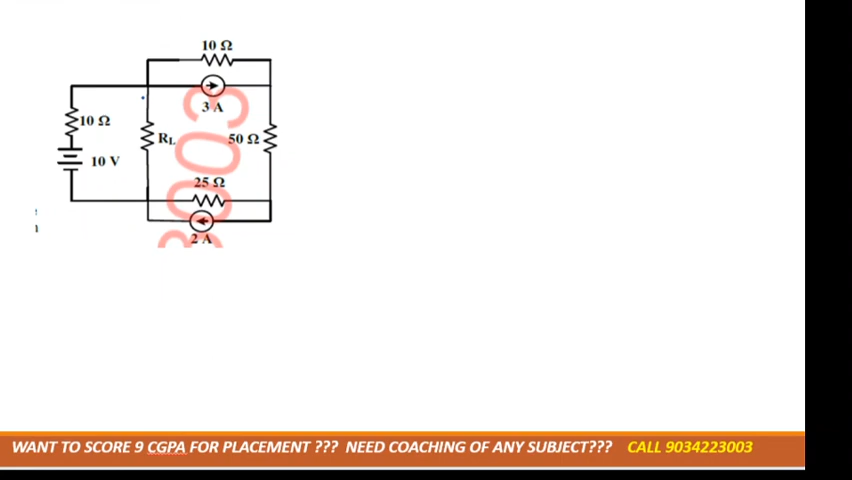 10 Ω
3 A
10 Ω
R_L
50 Ω
10 V
25 Ω
2 A
WANT TO SCORE 9 CGPA FOR PLACEMENT ??? NEED COACHING OF ANY SUBJECT??? CALL 9034223003